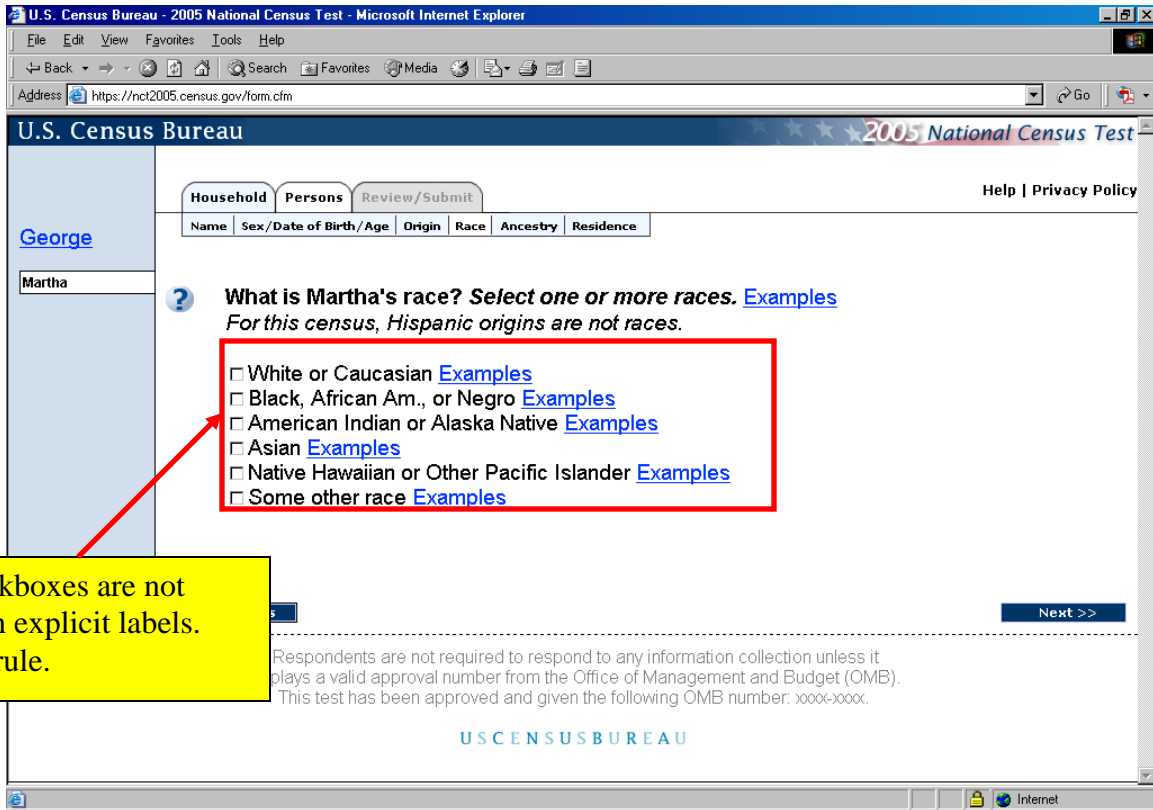 U.S. Census Bureau - 2005 National Census Test - Microsoft Internet Explorer
File Edit View Favorites Tools Help
Back Search Favorites Media
Address https://nct2005.census.gov/form.cfm Go
U.S. Census Bureau 2005 National Census Test
Household Persons Review/Submit Help | Privacy Policy
Name Sex/Date of Birth/Age Origin Race Ancestry Residence
George
Martha
? What is Martha's race? Select one or more races. Examples
For this census, Hispanic origins are not races.
White or Caucasian Examples
Black, African Am., or Negro Examples
American Indian or Alaska Native Examples
Asian Examples
Native Hawaiian or Other Pacific Islander Examples
Some other race Examples
kboxes are not
explicit labels.
rule.
Next >>
Respondents are not required to respond to any information collection unless it
plays a valid approval number from the Office of Management and Budget (OMB).
This test has been approved and given the following OMB number: xxxx-xxxx.
USCENSUSBUREAU
Internet